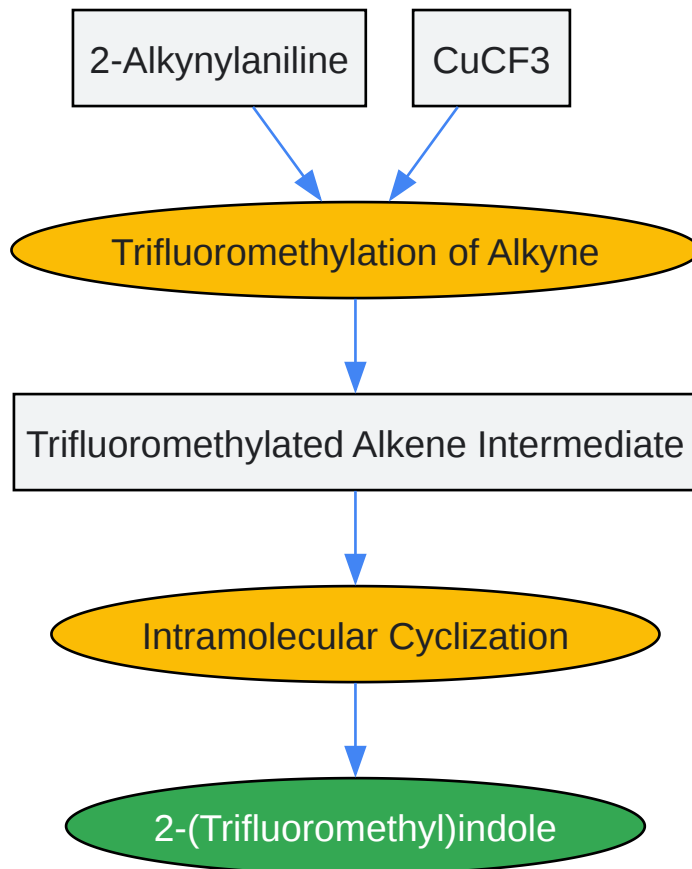 2-Alkynylaniline
CuCF3
Trifluoromethylation of Alkyne
Trifluoromethylated Alkene Intermediate
Intramolecular Cyclization
2-(Trifluoromethyl)indole